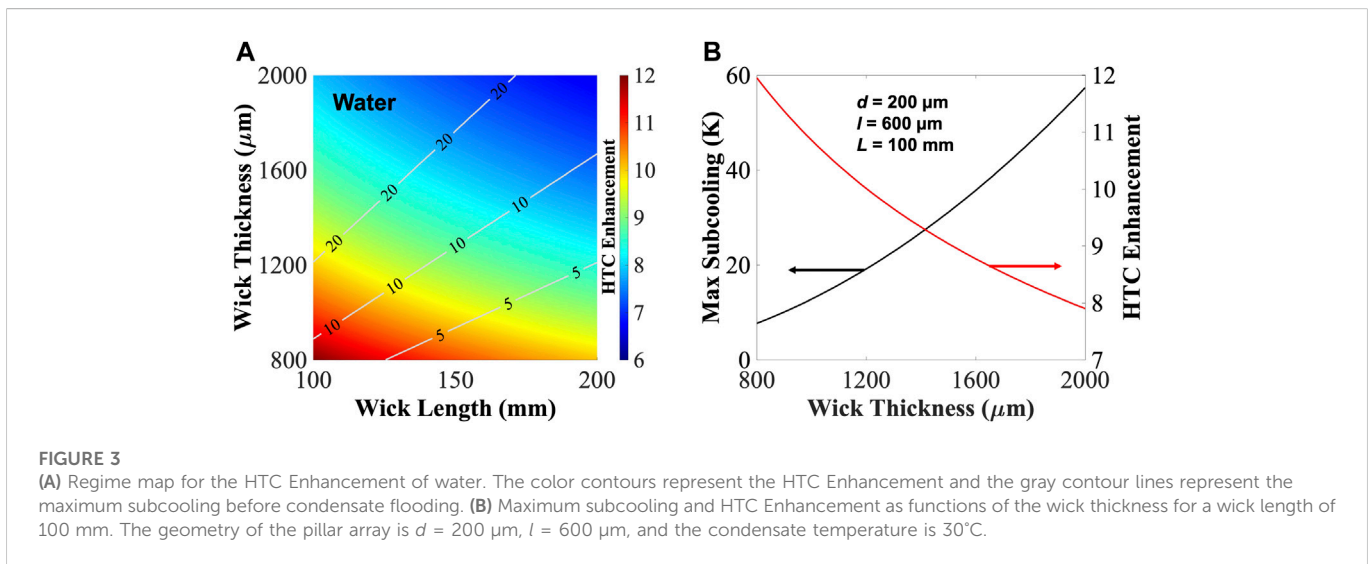 A
B
2000
1600
1200
800
Wick Thickness (μm)
Water
20
20
20
10
10
10
10
5
5
5
100
150
200
Wick Length (mm)
12
11
10
9
8
7
6
HTC Enhancement
60
40
20
0
Max Subcooling (K)
d = 200 μm
l = 600 μm
L = 100 mm
800
1200
1600
2000
Wick Thickness (μm)
12
11
10
9
8
7
HTC Enhancement
FIGURE 3
(A) Regime map for the HTC Enhancement of water. The color contours represent the HTC Enhancement and the gray contour lines represent the
maximum subcooling before condensate flooding. (B) Maximum subcooling and HTC Enhancement as functions of the wick thickness for a wick length of
100 mm. The geometry of the pillar array is d = 200 μm, l = 600 μm, and the condensate temperature is 30°C.